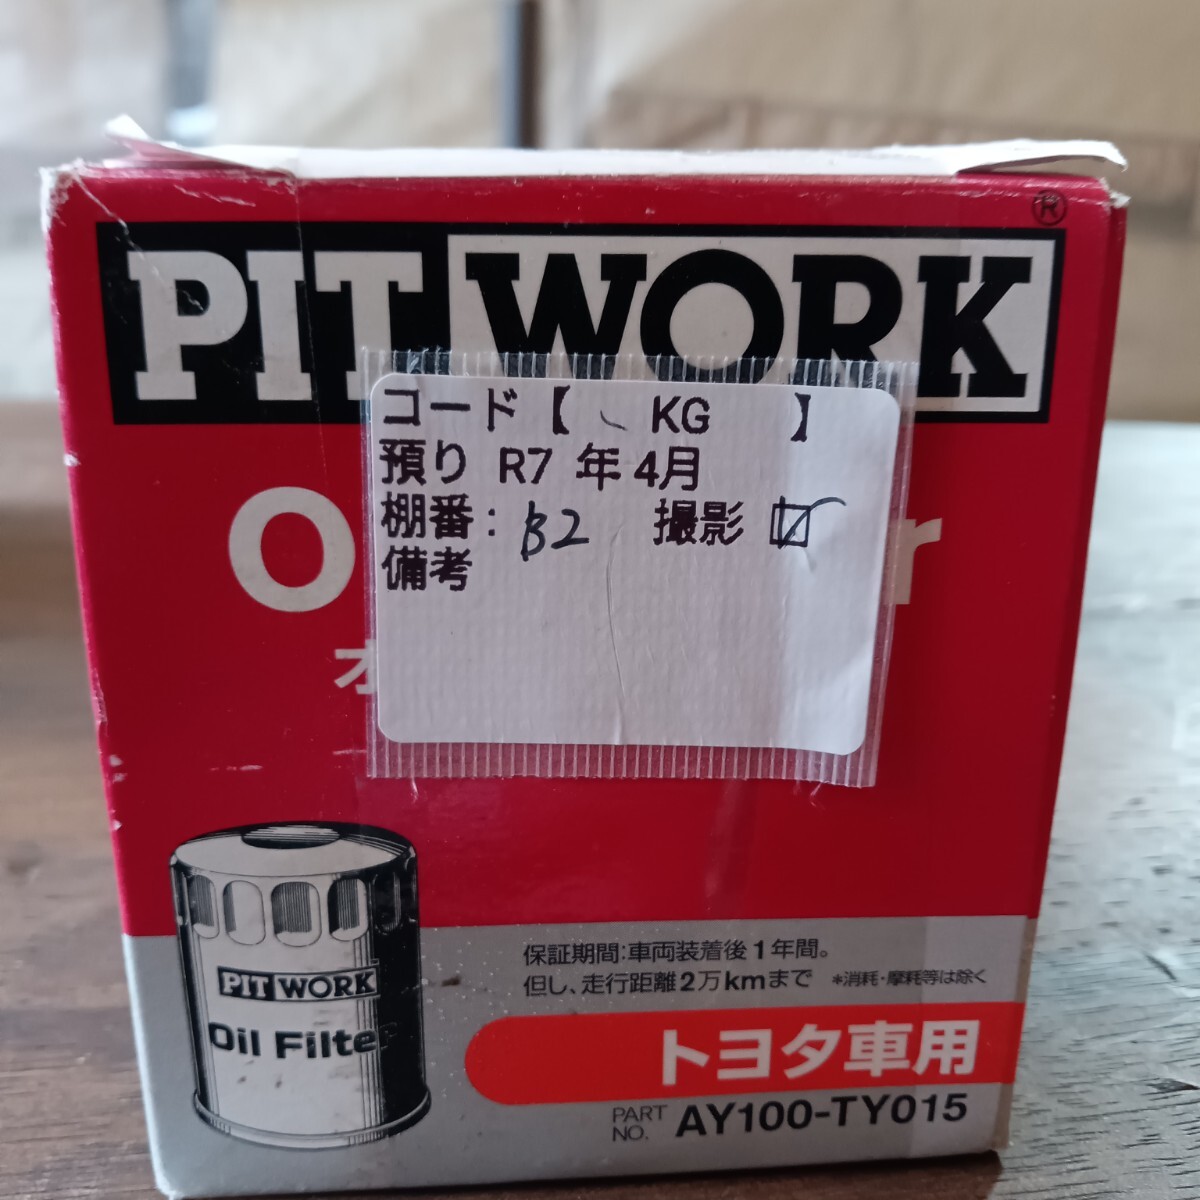 PIT WORK ®
コード【 KG 】
預り R7 年 4月
棚番: B2 撮影 ☑
備考
保証期間:車両装着後1年間。
但し、走行距離2万kmまで *消耗・摩耗等は除く
PIT WORK
Oil Filter
トヨタ車用
PART NO. AY100-TY015